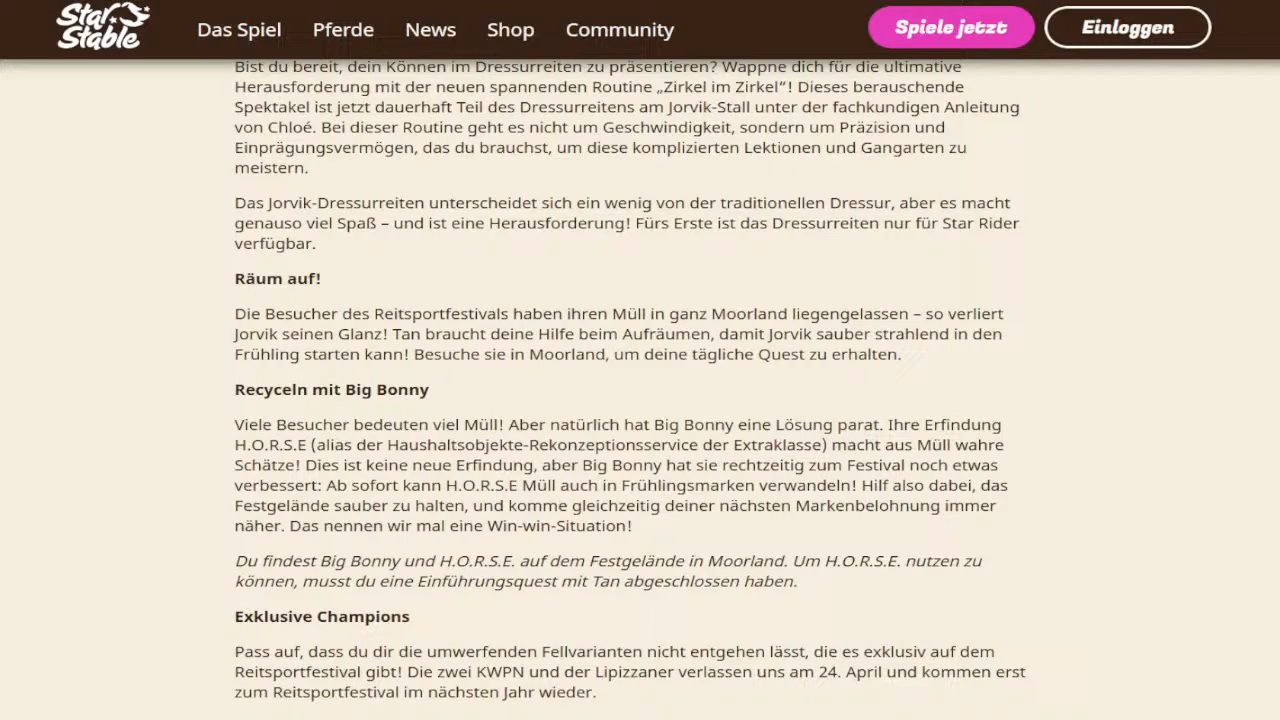 Star Stable
Das Spiel
Pferde
News
Shop
Community
Spiele jetzt
Einloggen
Bist du bereit, dein Können im Dressurreiten zu präsentieren? Wappne dich für die ultimative
Herausforderung mit der neuen spannenden Routine „Zirkel im Zirkel“! Dieses berauschende
Spektakel ist jetzt dauerhaft Teil des Dressurreitens am Jorvik-Stall unter der fachkundigen Anleitung
von Chloé. Bei dieser Routine geht es nicht um Geschwindigkeit, sondern um Präzision und
Einprägungsvermögen, das du brauchst, um diese komplizierten Lektionen und Gangarten zu
meistern.
Das Jorvik-Dressurreiten unterscheidet sich ein wenig von der traditionellen Dressur, aber es macht
genauso viel Spaß – und ist eine Herausforderung! Fürs Erste ist das Dressurreiten nur für Star Rider
verfügbar.
Räum auf!
Die Besucher des Reitsportfestivals haben ihren Müll in ganz Moorland liegengelassen – so verliert
Jorvik seinen Glanz! Tan braucht deine Hilfe beim Aufräumen, damit Jorvik sauber strahlend in den
Frühling starten kann! Besuche sie in Moorland, um deine tägliche Quest zu erhalten.
Recyceln mit Big Bonny
Viele Besucher bedeuten viel Müll! Aber natürlich hat Big Bonny eine Lösung parat. Ihre Erfindung
H.O.R.S.E (alias der Haushaltsobjekte-Rekonzeptionsservice der Extraklasse) macht aus Müll wahre
Schätze! Dies ist keine neue Erfindung, aber Big Bonny hat sie rechtzeitig zum Festival noch etwas
verbessert: Ab sofort kann H.O.R.S.E Müll auch in Frühlingsmarken verwandeln! Hilf also dabei, das
Festgelände sauber zu halten, und komme gleichzeitig deiner nächsten Markenbelohnung immer
näher. Das nennen wir mal eine Win-win-Situation!
Du findest Big Bonny und H.O.R.S.E. auf dem Festgelände in Moorland. Um H.O.R.S.E. nutzen zu
können, musst du eine Einführungsquest mit Tan abgeschlossen haben.
Exklusive Champions
Pass auf, dass du dir die umwerfenden Fellvarianten nicht entgehen lässt, die es exklusiv auf dem
Reitsportfestival gibt! Die zwei KWPN und der Lipizzaner verlassen uns am 24. April und kommen erst
zum Reitsportfestival im nächsten Jahr wieder.